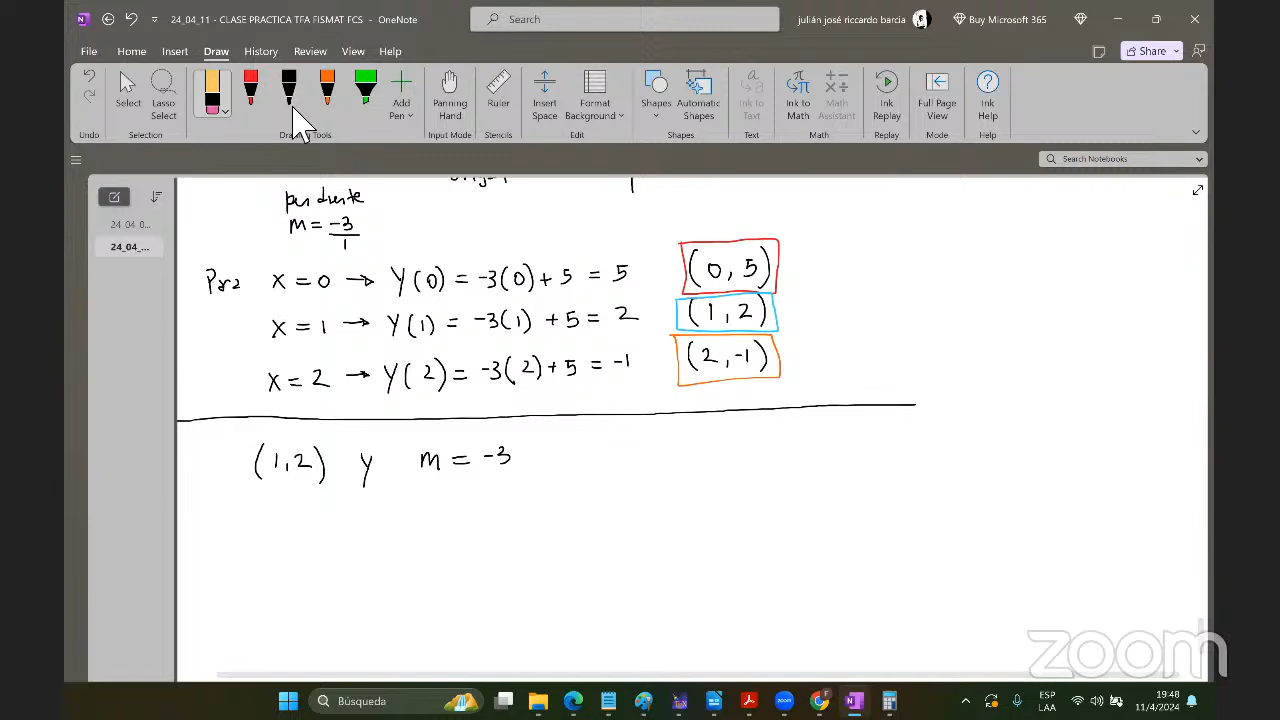 24_04_11 - CLASE PRACTICA TFA FISMAT FCS - OneNote
Search
julián josé riccardo barcia
Buy Microsoft 365
File Home Insert Draw History Review View Help
Share
Select
Lasso Select
Add Pen
Panning Hand
Ruler
Insert Space
Format Background
Shapes
Automatic Shapes
Ink to Text
Ink to Math
Math Assistant
Ink Replay
Full Page View
Ink Help
Undo
Selection
Input Mode
Stencils
Edit
Shapes
Text
Math
Replay
Mode
Help
Search Notebooks
24_04_0...
24_04_...
pendiente
m = -3/1
x = 0 → Y(0) = -3(0) + 5 = 5 (0, 5)
x = 1 → Y(1) = -3(1) + 5 = 2 (1, 2)
x = 2 → Y(2) = -3(2) + 5 = -1 (2, -1)
(1, 2) y m = -3
zoom
Búsqueda
ESP
LAA
19:48
11/4/2024